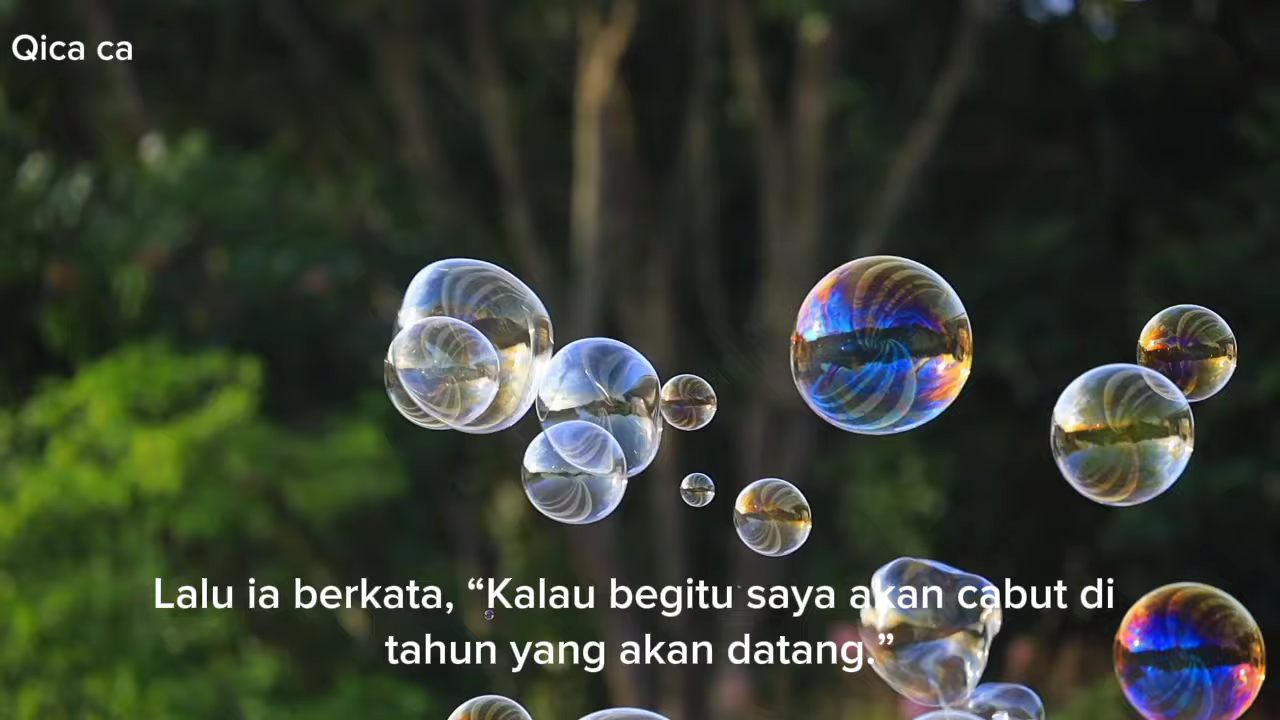 Qica ca
Lalu ia berkata, “Kalau begitu saya akan cabut di
tahun yang akan datang.”